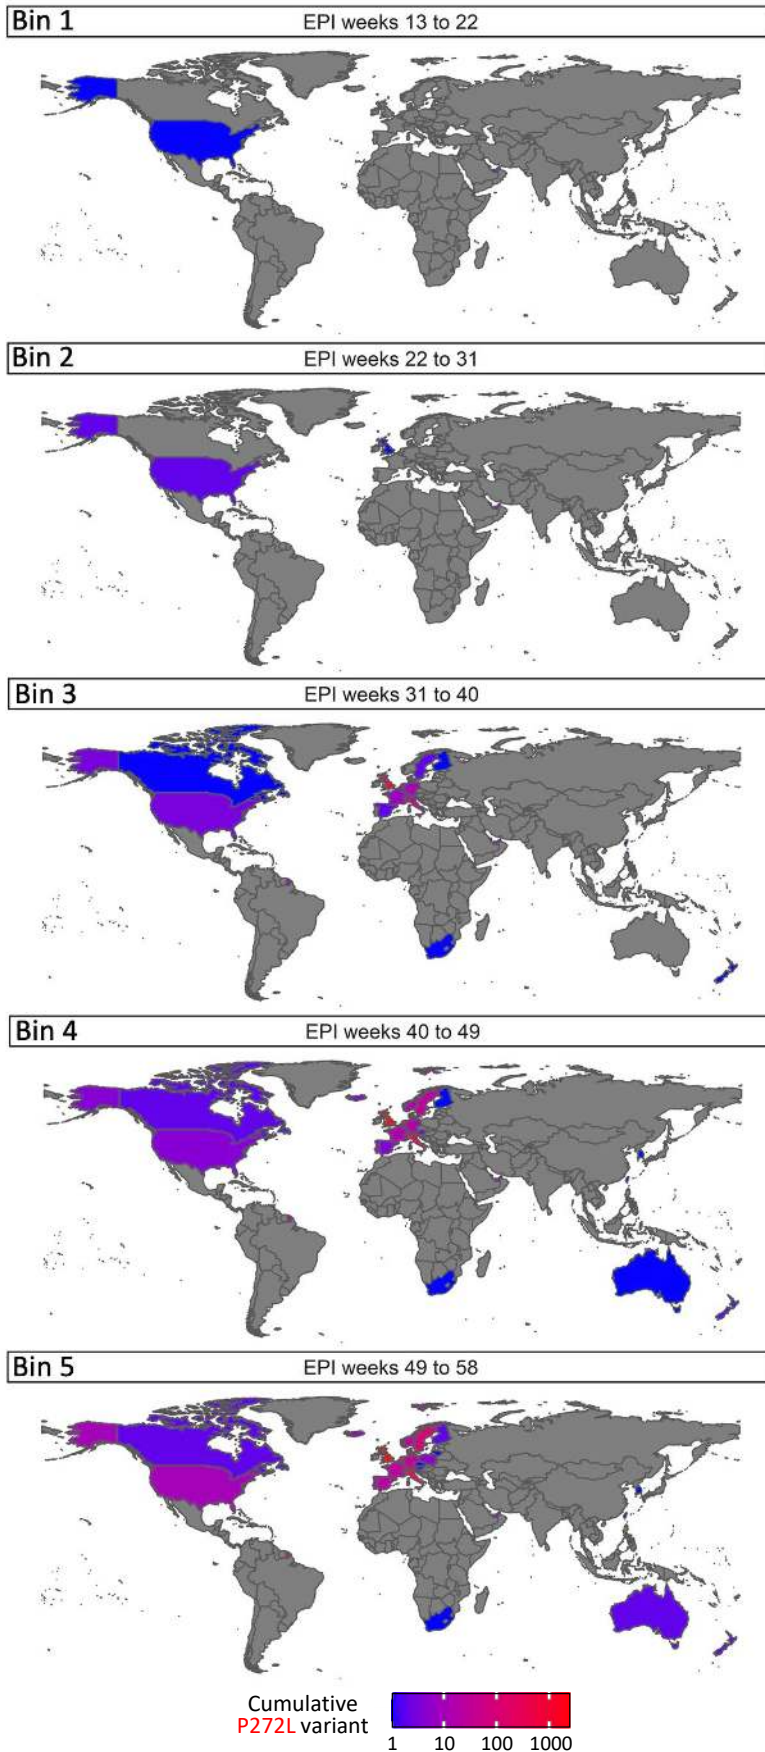 Bin 1
EPI weeks 13 to 22
Bin 2
EPI weeks 22 to 31
Bin 3
EPI weeks 31 to 40
Bin 4
EPI weeks 40 to 49
Bin 5
EPI weeks 49 to 58
Cumulative
P272L variant
1 10 100 1000